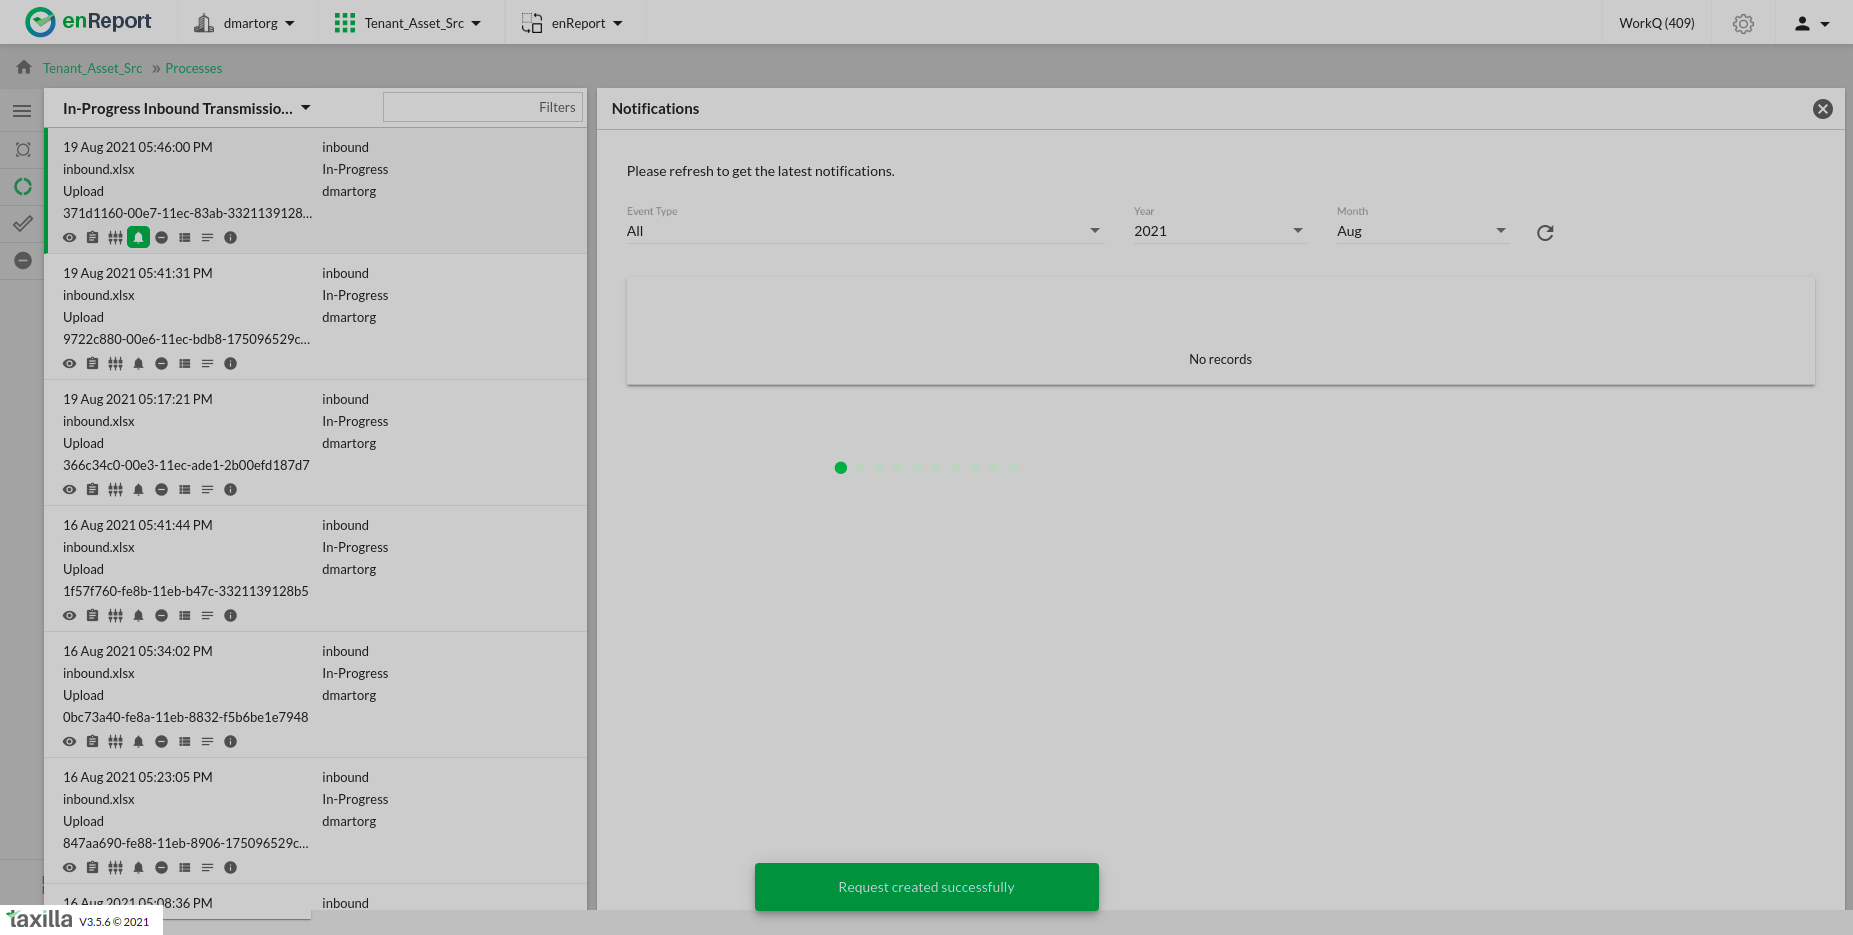 enReport
dmartorg
Tenant_Asset_Src
enReport
WorkQ (409)
Tenant_Asset_Src » Processes
In-Progress Inbound Transmissio...
Filters
19 Aug 2021 05:46:00 PM inbound
inbound.xlsx In-Progress
Upload dmartorg
371d1160-00e7-11ec-83ab-3321139128...
19 Aug 2021 05:41:31 PM inbound
inbound.xlsx In-Progress
Upload dmartorg
9722c880-00e6-11ec-bdb8-175096529c...
19 Aug 2021 05:17:21 PM inbound
inbound.xlsx In-Progress
Upload dmartorg
366c34c0-00e3-11ec-ade1-2b00efd187d7
16 Aug 2021 05:41:44 PM inbound
inbound.xlsx In-Progress
Upload dmartorg
1f57f760-fe8b-11eb-b47c-3321139128b5
16 Aug 2021 05:34:02 PM inbound
inbound.xlsx In-Progress
Upload dmartorg
0bc73a40-fe8a-11eb-8832-f5b6be1e7948
16 Aug 2021 05:23:05 PM inbound
inbound.xlsx In-Progress
Upload dmartorg
847aa690-fe88-11eb-8906-175096529c...
16 Aug 2021 05:08:36 PM inbound
Notifications
Please refresh to get the latest notifications.
Event Type
All
Year
2021
Month
Aug
No records
Request created successfully
taxilla V3.5.6 © 2021